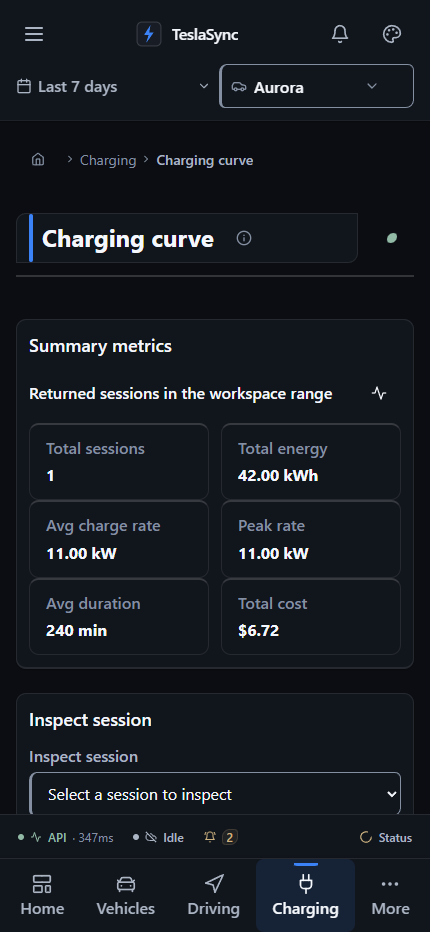 TeslaSync
Last 7 days
Aurora
Charging
Charging curve
Charging curve
Summary metrics
Returned sessions in the workspace range
Total sessions
1
Total energy
42.00 kWh
Avg charge rate
11.00 kW
Peak rate
11.00 kW
Avg duration
240 min
Total cost
$6.72
Inspect session
Inspect session
Select a session to inspect
API · 347ms
Idle
2
Status
Home
Vehicles
Driving
Charging
More